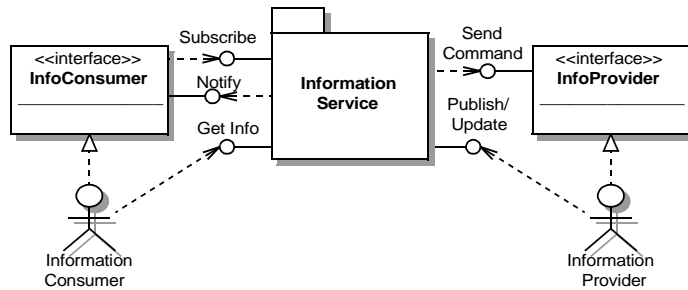 Subscribe
Send
Command
<<interface>>
InfoConsumer
Information
Service
<<interface>>
InfoProvider
Notify
Publish/
Update
Get Info
Information
Consumer
Information
Provider